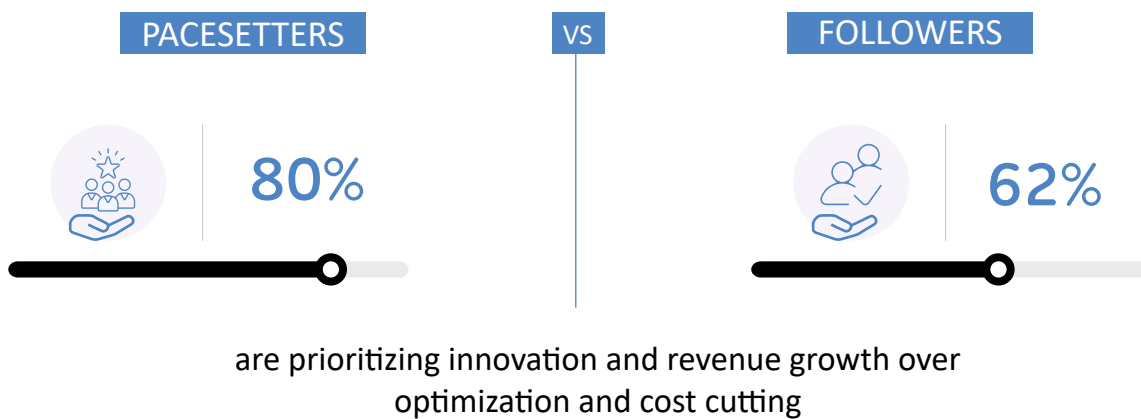 PACESETTERS
VS
FOLLOWERS
80%
62%
are prioritizing innovation and revenue growth over
optimization and cost cutting